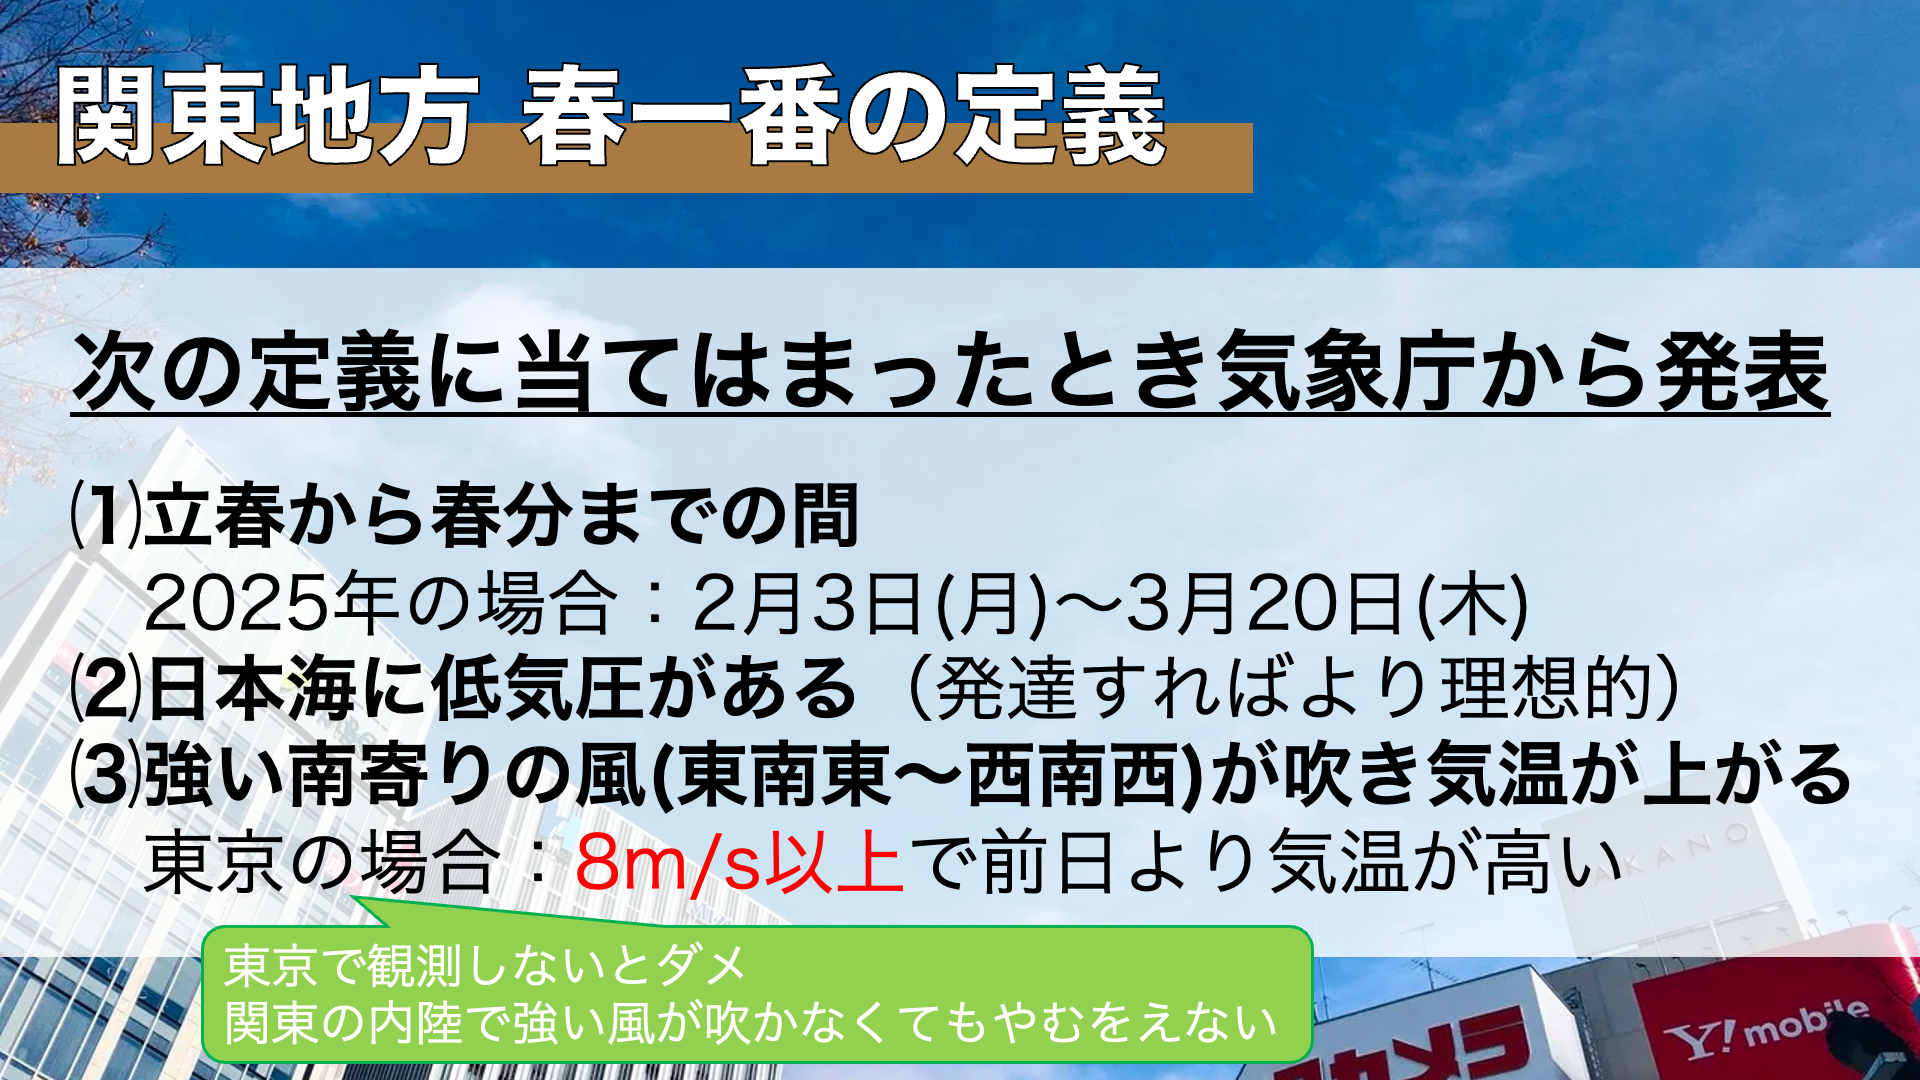 関東地方 春一番の定義
次の定義に当てはまったとき気象庁から発表
⑴立春から春分までの間
2025年の場合：2月3日(月)～3月20日(木)
⑵日本海に低気圧がある（発達すればより理想的）
⑶強い南寄りの風(東南東～西南西)が吹き気温が上がる
東京の場合：8m/s以上で前日より気温が高い
AKANO
東京で観測しないとダメ
関東の内陸で強い風が吹かなくてもやむをえない
カメラ
Y!mobile